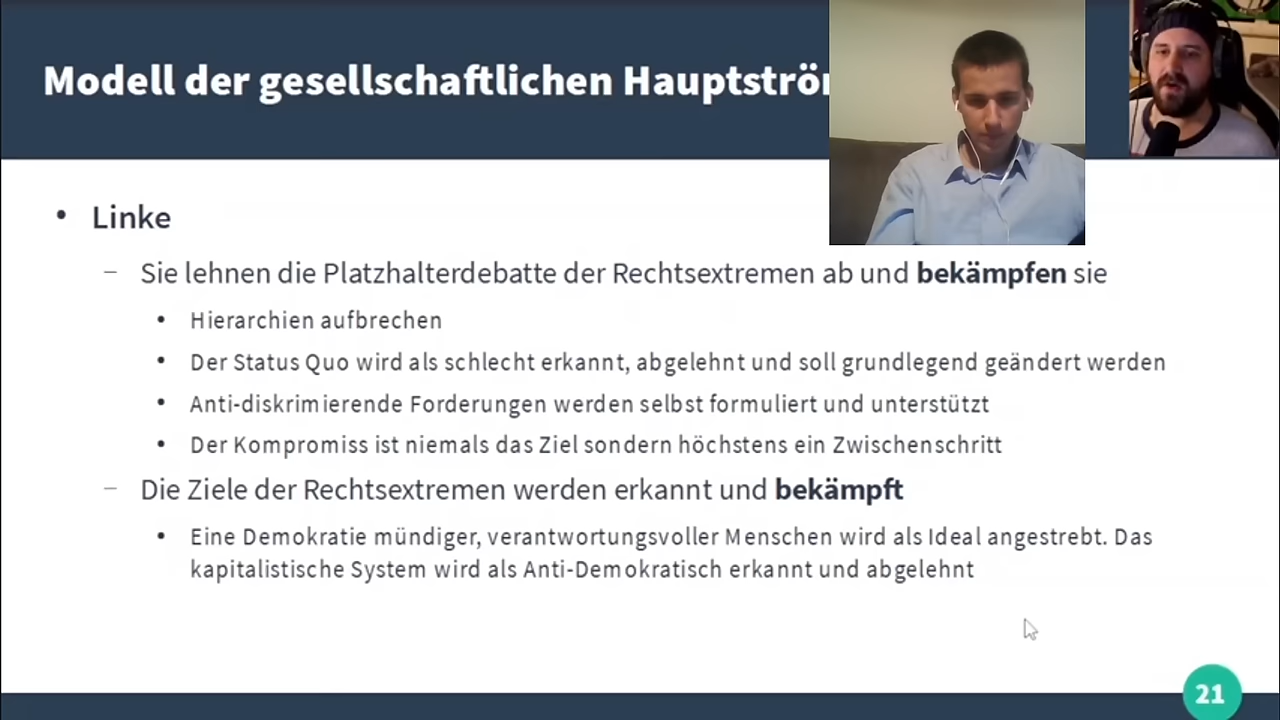 Modell der gesellschaftlichen
Linke
Sie lehnen die Platzhalterdebatte der Rechtsextremen ab und bekämpfen sie
Hierarchien aufbrechen
Der Status Quo wird als schlecht erkannt, abgelehnt und soll grundlegend geändert werden
Anti-diskrimierende Forderungen werden selbst formuliert und unterstützt
Der Kompromiss ist niemals das Ziel sondern höchstens ein Zwischenschritt
Die Ziele der Rechtsextremen werden erkannt und bekämpft
Eine Demokratie mündiger, verantwortungsvoller Menschen wird als Ideal angestrebt. Das
kapitalistische System wird als Anti-Demokratisch erkannt und abgelehnt
21